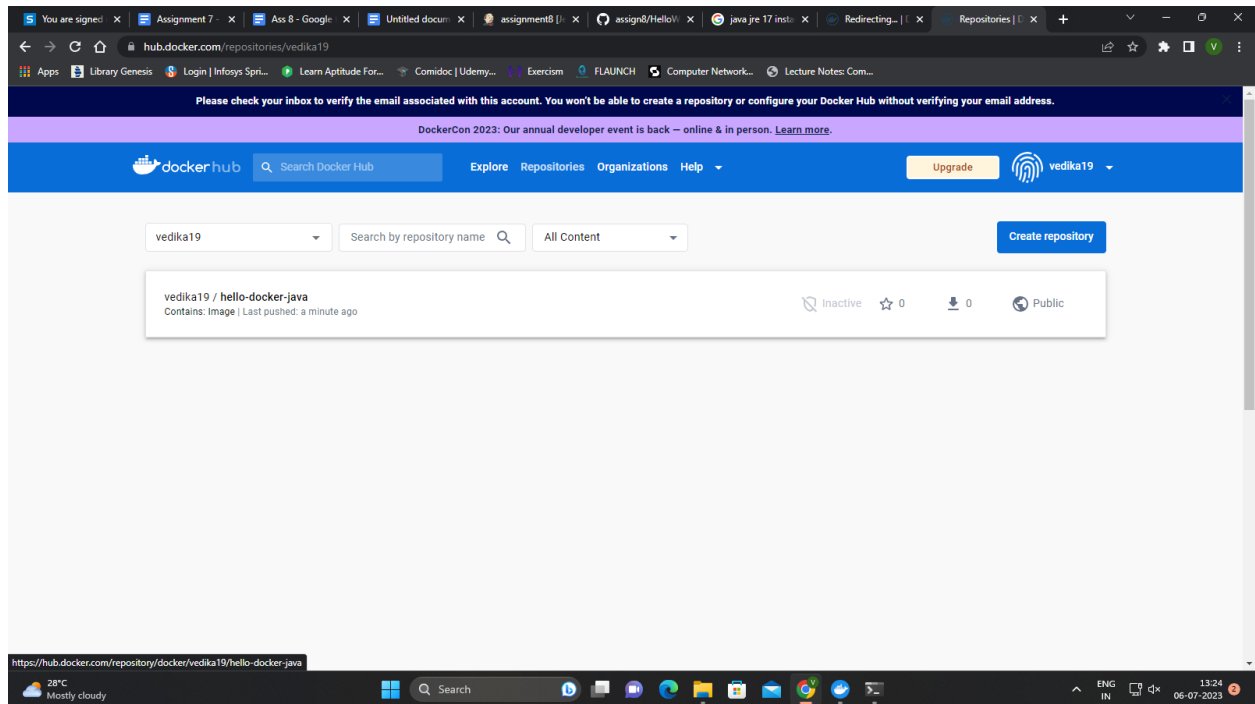 You are signed
Assignment 7 -
Ass 8 - Google
Untitled docum
assignment8 [J
assign8/HelloW
java jre 17 insta
Redirecting... | D
Repositories | D
hub.docker.com/repositories/vedika19
V
Apps Library Genesis Login | Infosys Spri... Learn Aptitude For... Comidoc | Udemy... Exercism FLAUNCH Computer Network... Lecture Notes: Com...
Please check your inbox to verify the email associated with this account. You won't be able to create a repository or configure your Docker Hub without verifying your email address.
DockerCon 2023: Our annual developer event is back – online & in person. Learn more.
dockerhub Search Docker Hub Explore Repositories Organizations Help Upgrade vedika19
vedika19 Search by repository name All Content Create repository
vedika19 / hello-docker-java
Contains: Image | Last pushed: a minute ago
Inactive 0 0 Public
https://hub.docker.com/repository/docker/vedika19/hello-docker-java
28°C
Mostly cloudy
Search
ENG
IN
13:24
06-07-2023
2